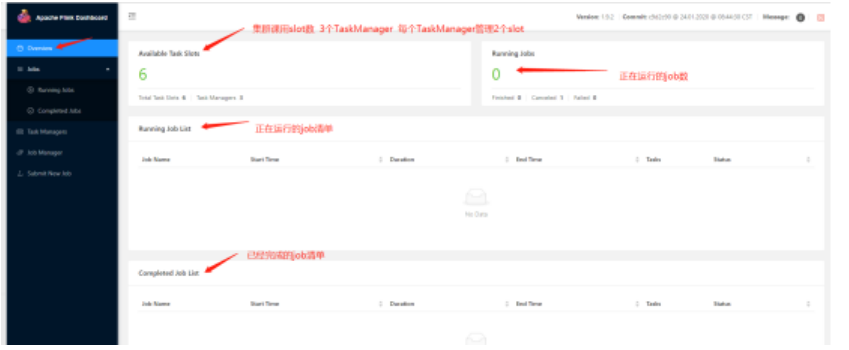 Apache Flink Dashboard
Version: 1.9.2 Commit: c9d2c90 @ 24.01.2020 @ 08:44:30 CST Message: 0
Overview
Jobs
Running Jobs
Completed Jobs
Task Managers
Job Manager
Submit New Job
集群课用slot数 3个TaskManager 每个TaskManager管理2个slot
Available Task Slots
6
Total Task Slots 6 Task Managers 3
Running Jobs
0
正在运行的job数
Finished 0 Canceled 1 Failed 0
Running Job List
正在运行的job清单
Job Name Start Time Duration End Time Tasks Status
No Data
已经完成的job清单
Completed Job List
Job Name Start Time Duration End Time Tasks Status